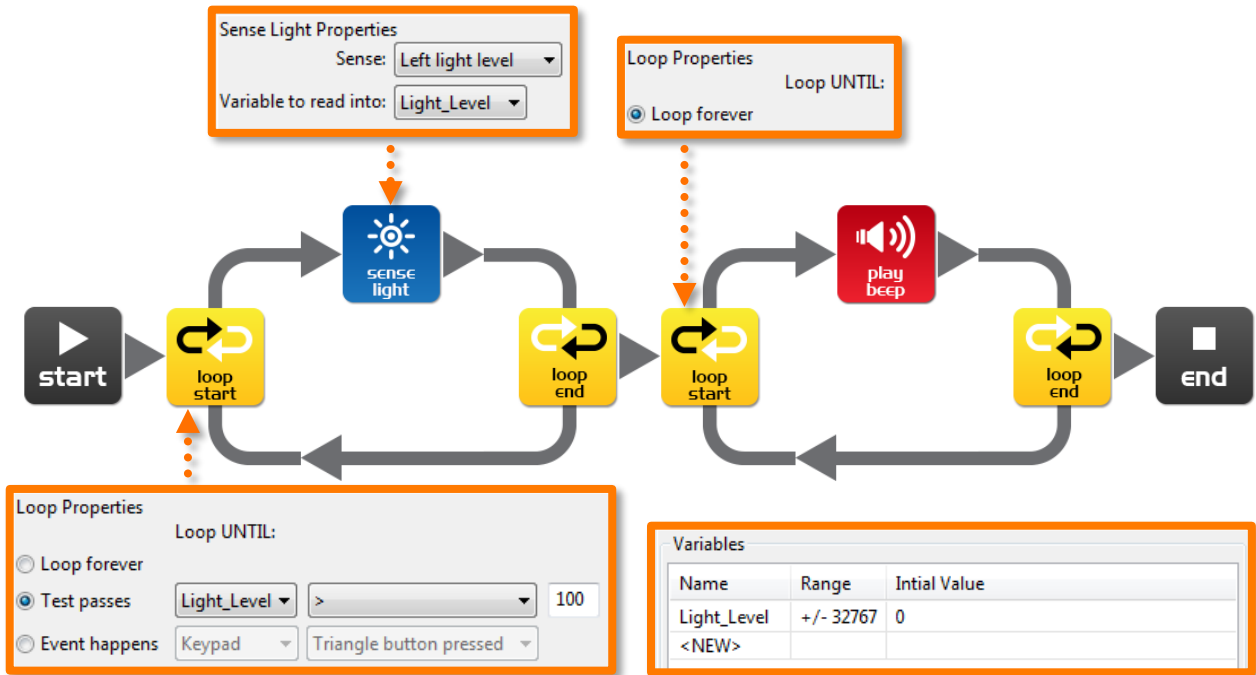 Sense Light Properties
Sense: Left light level
Variable to read into: Light_Level
Loop Properties
Loop UNTIL:
Loop forever
sense
light
play
beep
start
loop
start
loop
end
loop
start
loop
end
end
Loop Properties
Loop UNTIL:
Loop forever
Test passes Light_Level > 100
Event happens Keypad Triangle button pressed
Variables
Name Range Intial Value
Light_Level +/- 32767 0
<NEW>